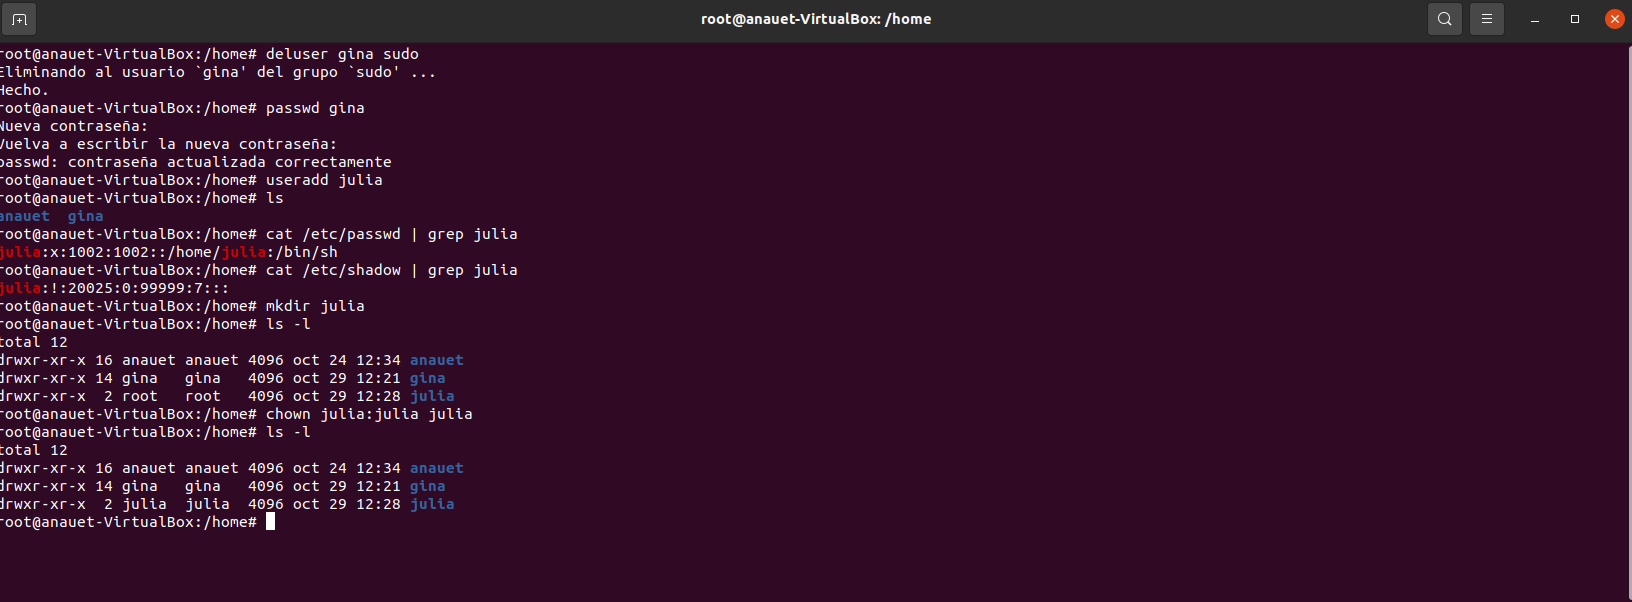 root@anauet-VirtualBox: /home
root@anauet-VirtualBox:/home# deluser gina sudo
Eliminando al usuario `gina' del grupo `sudo' ...
Hecho.
root@anauet-VirtualBox:/home# passwd gina
Nueva contraseña:
Vuelva a escribir la nueva contraseña:
passwd: contraseña actualizada correctamente
root@anauet-VirtualBox:/home# useradd julia
root@anauet-VirtualBox:/home# ls
anauet  gina
root@anauet-VirtualBox:/home# cat /etc/passwd | grep julia
julia:x:1002:1002::/home/julia:/bin/sh
root@anauet-VirtualBox:/home# cat /etc/shadow | grep julia
julia:!:20025:0:99999:7:::
root@anauet-VirtualBox:/home# mkdir julia
root@anauet-VirtualBox:/home# ls -l
total 12
drwxr-xr-x 16 anauet anauet 4096 oct 24 12:34 anauet
drwxr-xr-x 14 gina   gina   4096 oct 29 12:21 gina
drwxr-xr-x  2 root   root   4096 oct 29 12:28 julia
root@anauet-VirtualBox:/home# chown julia:julia julia
root@anauet-VirtualBox:/home# ls -l
total 12
drwxr-xr-x 16 anauet anauet 4096 oct 24 12:34 anauet
drwxr-xr-x 14 gina   gina   4096 oct 29 12:21 gina
drwxr-xr-x  2 julia  julia  4096 oct 29 12:28 julia
root@anauet-VirtualBox:/home#